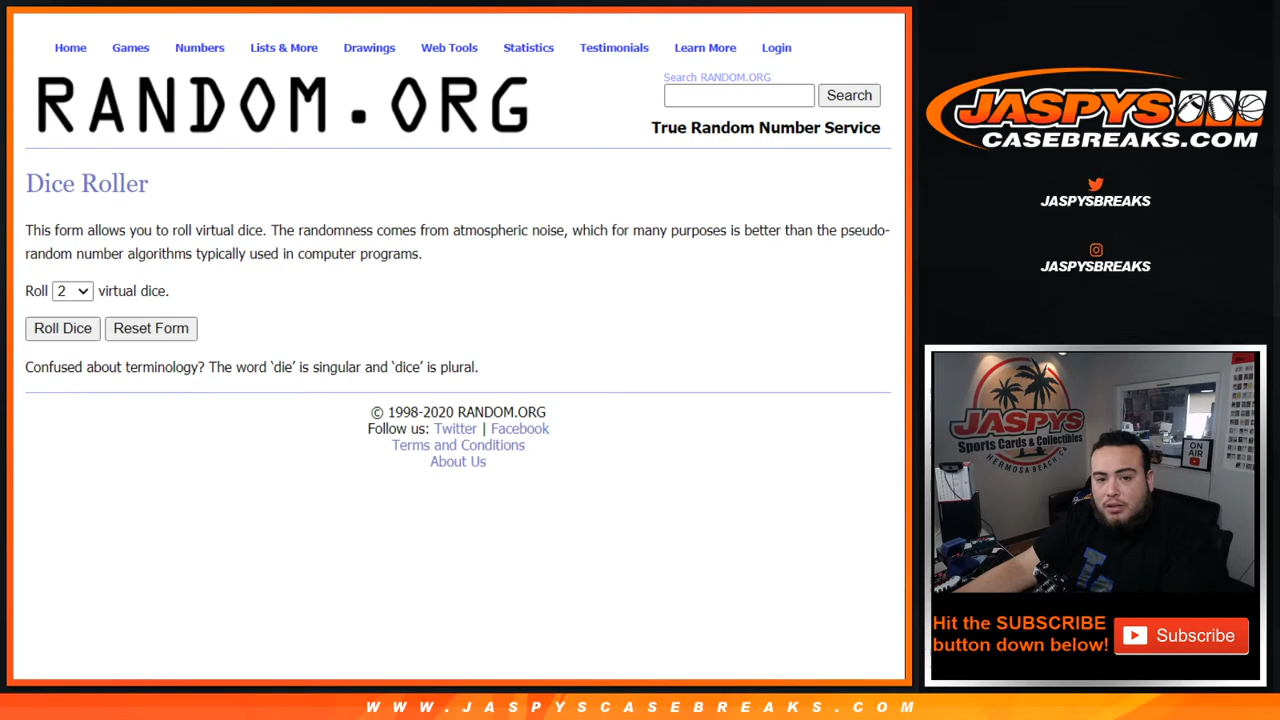 Home Games Numbers Lists & More Drawings Web Tools Statistics Testimonials Learn More Login
RANDOM.ORG
Search RANDOM.ORG
Search
True Random Number Service
Dice Roller
This form allows you to roll virtual dice. The randomness comes from atmospheric noise, which for many purposes is better than the pseudo-
random number algorithms typically used in computer programs.
Roll 2 virtual dice.
Roll Dice Reset Form
Confused about terminology? The word ‘die’ is singular and ‘dice’ is plural.
© 1998-2020 RANDOM.ORG
Follow us: Twitter | Facebook
Terms and Conditions
About Us
JASPYS
CASEBREAKS.COM
JASPYSBREAKS
JASPYSBREAKS
JASPYS
Sports Cards & Collectibles
HERMOSA BEACH, CA
ON
AIR
LA
Hit the SUBSCRIBE
button down below!
Subscribe
WWW.JASPYSCASEBREAKS.COM